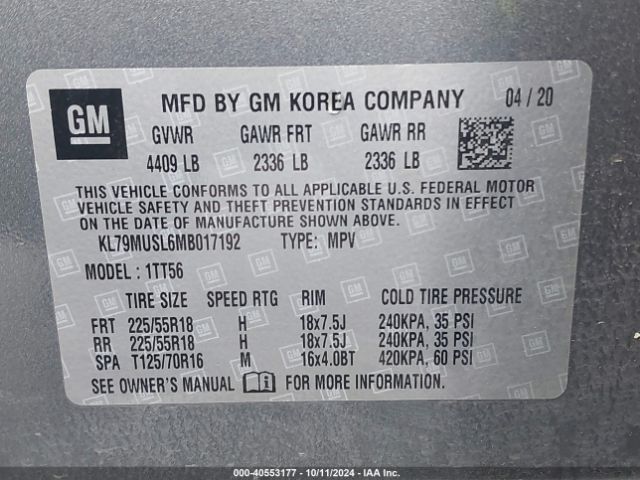 GM
MFD BY GM KOREA COMPANY 04 / 20
GVWR GAWR FRT GAWR RR
4409 LB 2336 LB 2336 LB
THIS VEHICLE CONFORMS TO ALL APPLICABLE U.S. FEDERAL MOTOR
VEHICLE SAFETY AND THEFT PREVENTION STANDARDS IN EFFECT
ON THE DATE OF MANUFACTURE SHOWN ABOVE.
KL79MUSL6MB017192 TYPE: MPV
MODEL : 1TT56
TIRE SIZE SPEED RTG RIM COLD TIRE PRESSURE
FRT 225/55R18 H 18x7.5J 240KPA, 35 PSI
RR 225/55R18 H 18x7.5J 240KPA, 35 PSI
SPA T125/70R16 M 16x4.0BT 420KPA, 60 PSI
SEE OWNER'S MANUAL FOR MORE INFORMATION.
000-40553177 - 10/11/2024 - IAA Inc.